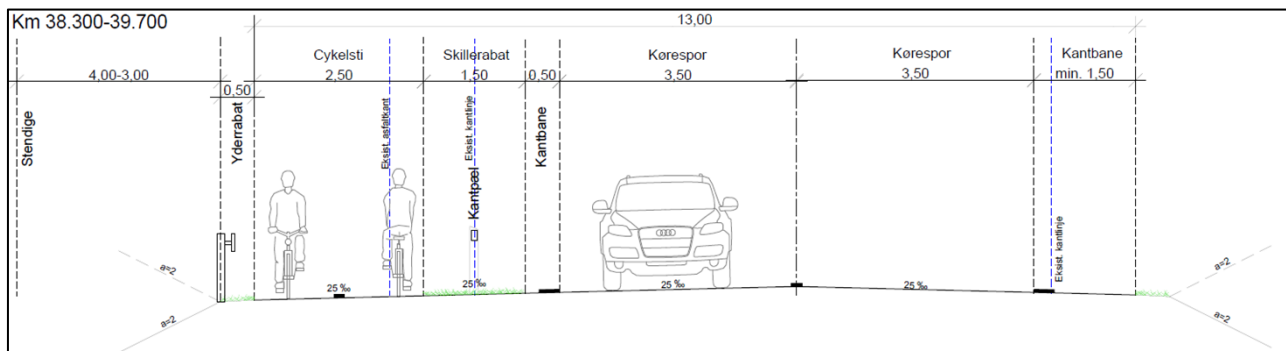 Km 38.300-39.700
13,00
Cykelsti
Skillerabat
Kørespor
Kørespor
Kantbane
4,00-3,00
2,50
1,50
0,50
3,50
3,50
min. 1,50
0,50
Stendige
Yderrabat
Eksist. asfaltkant
Eksist. kantlinje
Kantpæl
Kantbane
Eksist. kantlinje
a=2
a=2
25 ‰
25 ‰
25 ‰
25 ‰
a=2
a=2